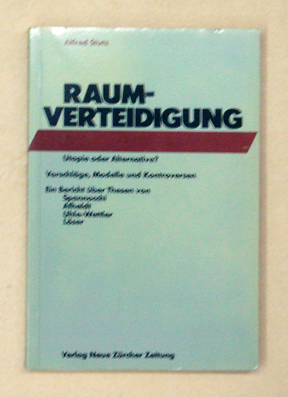 Alfred Stutz
RAUM-
VERTEIDIGUNG
Utopie oder Alternative?
Vorschläge, Modelle und Kontroversen
Ein Bericht über Thesen von
Spannocchi
Afheldt
Uhle-Wettler
Löser
Verlag Neue Zürcher Zeitung